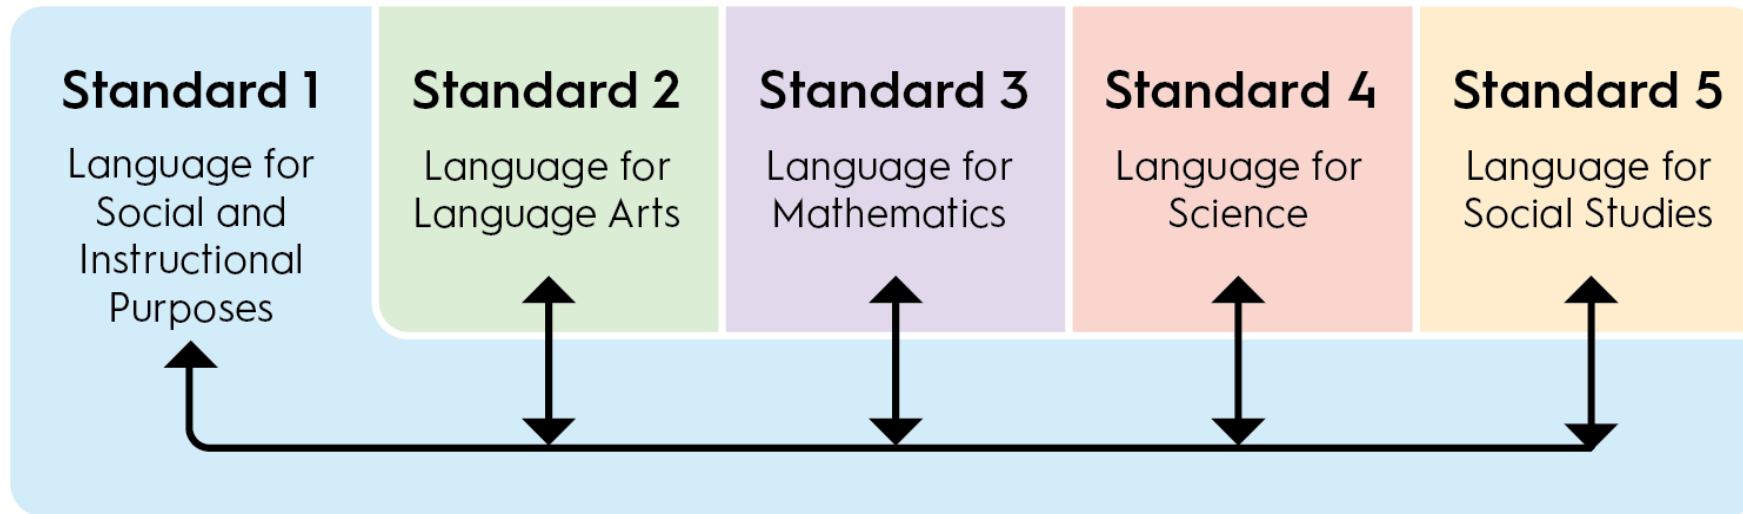 Standard 1
Language for
Social and
Instructional
Purposes
Standard 2
Language for
Language Arts
Standard 3
Language for
Mathematics
Standard 4
Language for
Science
Standard 5
Language for
Social Studies